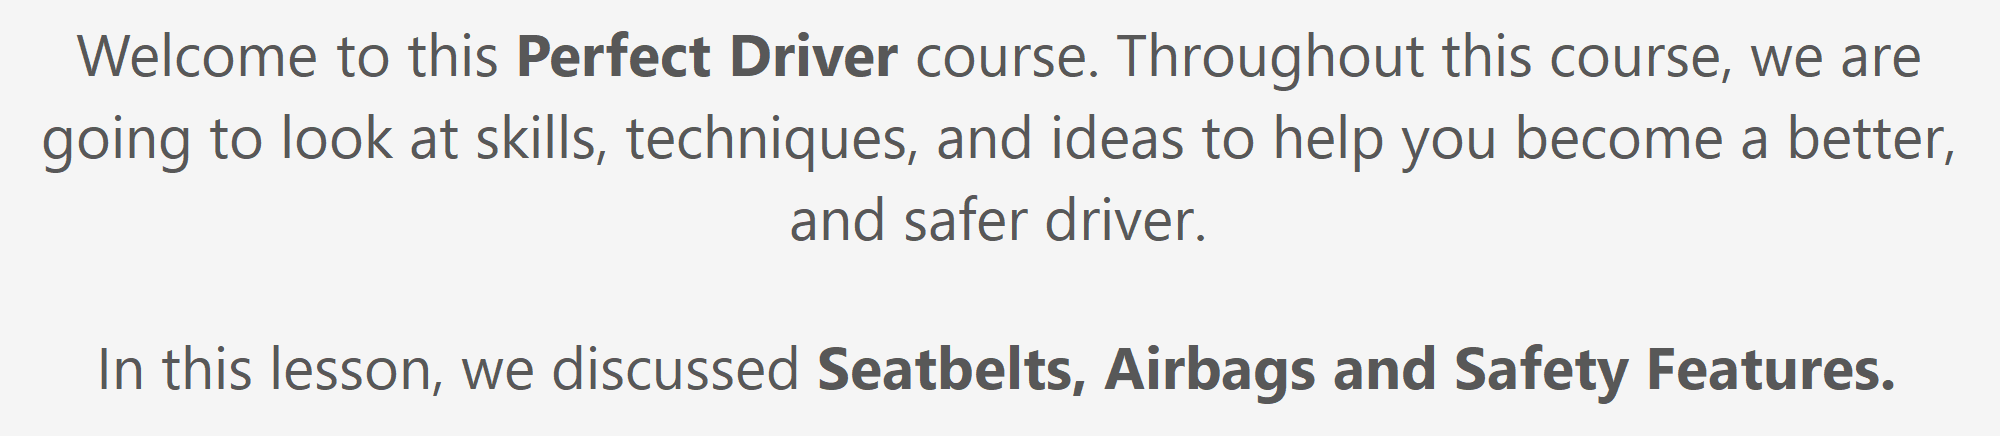 Welcome to this Perfect Driver course. Throughout this course, we are
going to look at skills, techniques, and ideas to help you become a better,
and safer driver.
In this lesson, we discussed Seatbelts, Airbags and Safety Features.